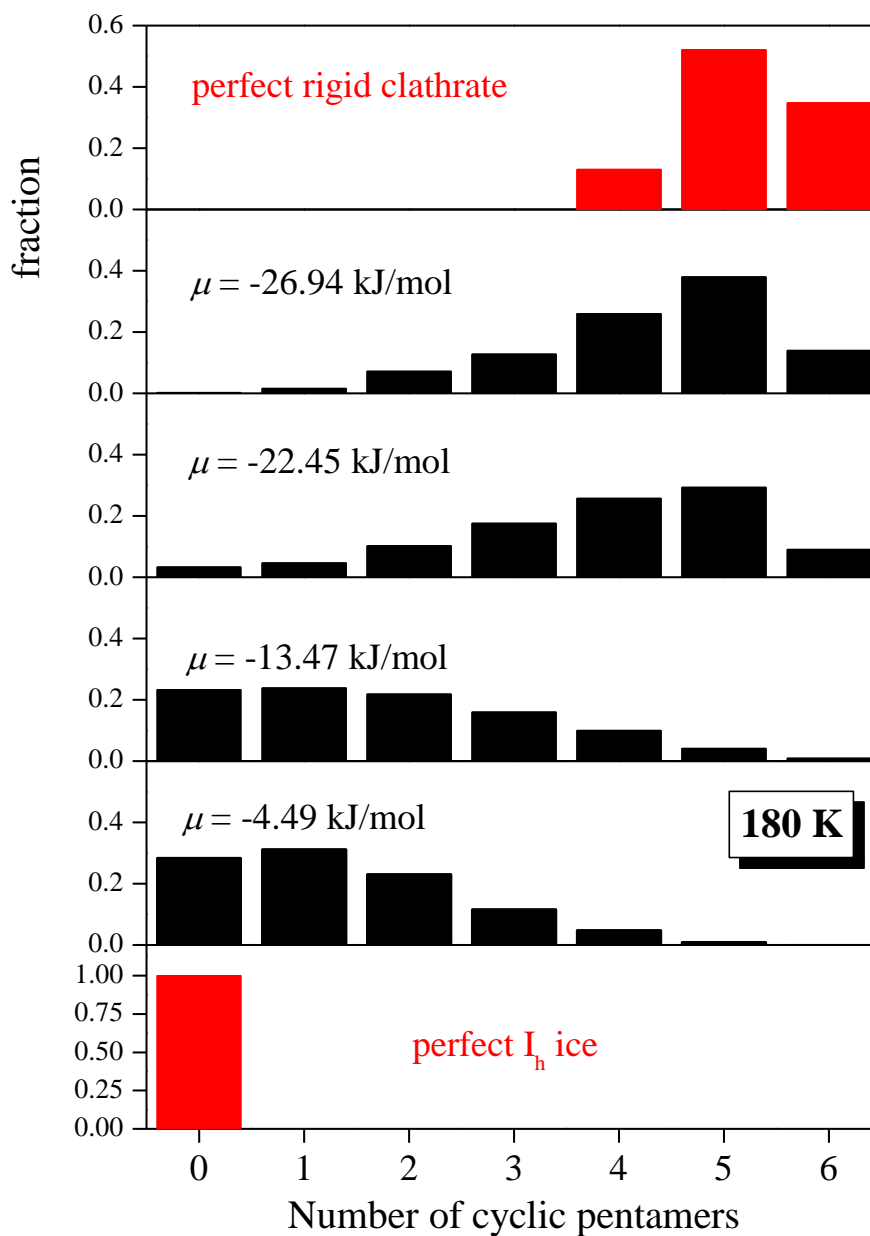 fraction
0.6
perfect rigid clathrate
0.4
0.2
0.0
0.4
μ = -26.94 kJ/mol
0.2
0.0
0.4
μ = -22.45 kJ/mol
0.2
0.0
0.4
μ = -13.47 kJ/mol
0.2
0.0
0.4
μ = -4.49 kJ/mol
180 K
0.2
0.0
1.00
0.75
0.50
perfect Iₕ ice
0.25
0.00
0 1 2 3 4 5 6
Number of cyclic pentamers